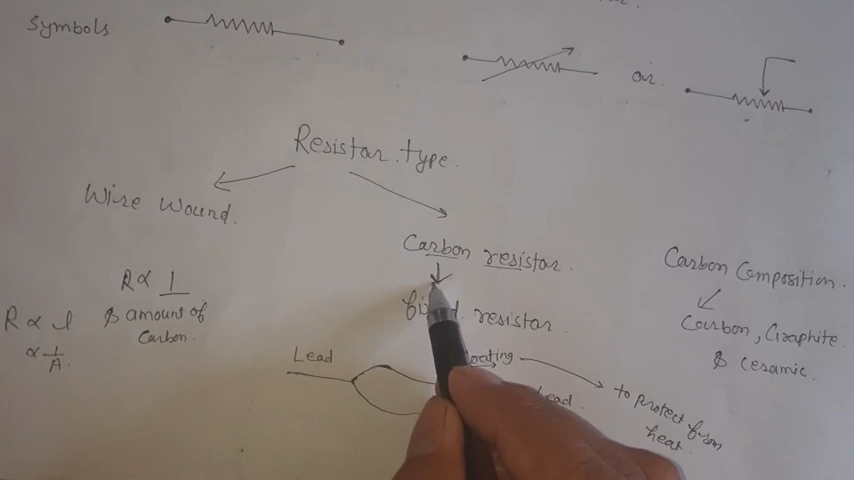 Symbols
or
Resistor type.
Wire Wound.
Carbon resistor.
Carbon Composition.
R ∝ 1
$ amount of
Carbon.
R ∝ l
∝ 1/A.
resistor.
Carbon, Graphite
$ ceramic.
Lead
Lead.
to protect from
heat.